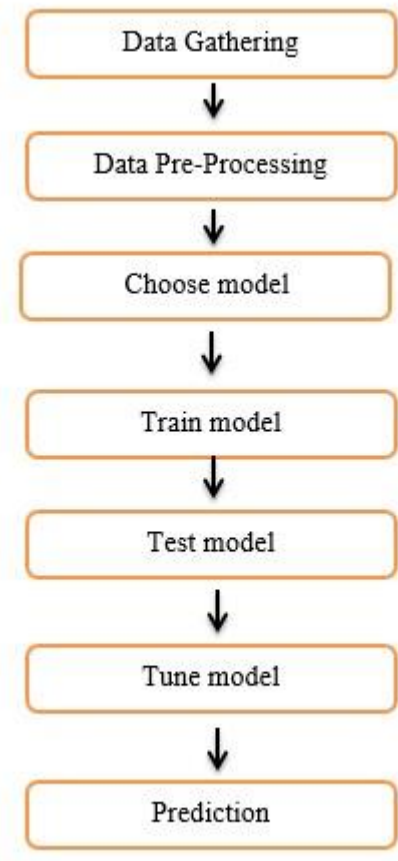 Data Gathering
Data Pre-Processing
Choose model
Train model
Test model
Tune model
Prediction